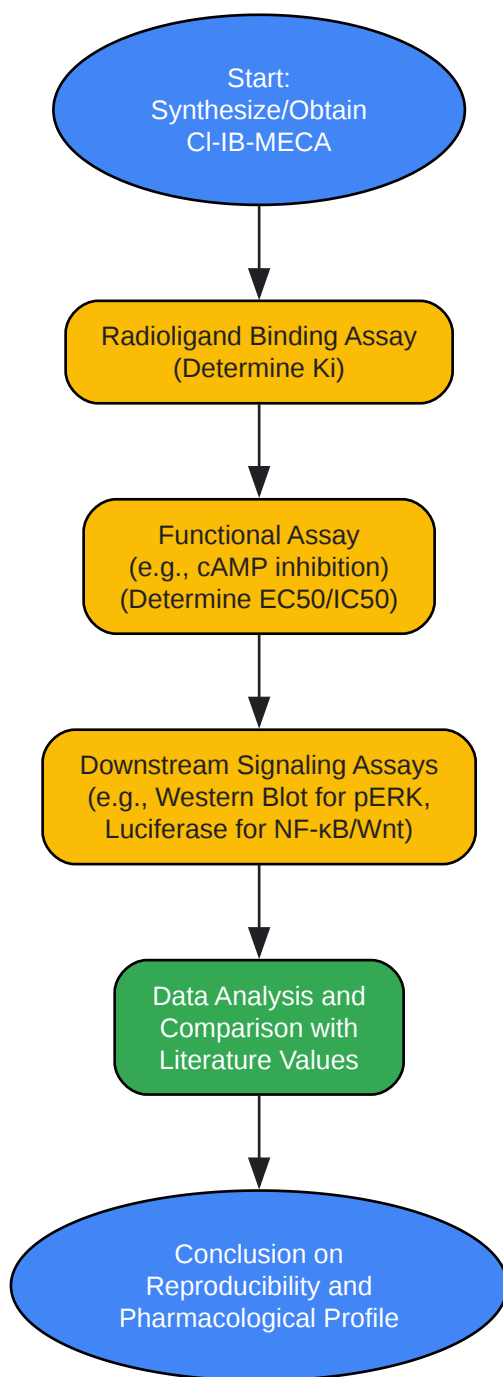 Start:
Synthesize/Obtain
Cl-IB-MECA
Radioligand Binding Assay
(Determine Ki)
Functional Assay
(e.g., cAMP inhibition)
(Determine EC50/IC50)
Downstream Signaling Assays
(e.g., Western Blot for pERK,
Luciferase for NF-κB/Wnt)
Data Analysis and
Comparison with
Literature Values
Conclusion on
Reproducibility and
Pharmacological Profile